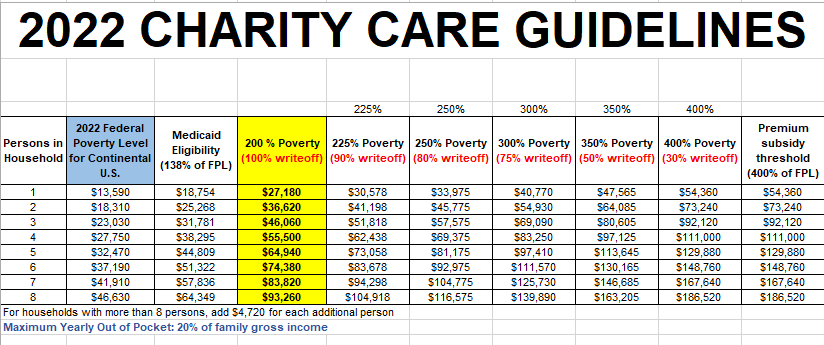 2022 CHARITY CARE GUIDELINES
225% 250% 300% 350% 400%
Persons in Household 2022 Federal Poverty Level for Continental U.S. Medicaid Eligibility (138% of FPL) 200 % Poverty (100% writeoff) 225% Poverty (90% writeoff) 250% Poverty (80% writeoff) 300% Poverty (75% writeoff) 350% Poverty (50% writeoff) 400% Poverty (30% writeoff) Premium subsidy threshold (400% of FPL)
1 $13,590 $18,754 $27,180 $30,578 $33,975 $40,770 $47,565 $54,360 $54,360
2 $18,310 $25,268 $36,620 $41,198 $45,775 $54,930 $64,085 $73,240 $73,240
3 $23,030 $31,781 $46,060 $51,818 $57,575 $69,090 $80,605 $92,120 $92,120
4 $27,750 $38,295 $55,500 $62,438 $69,375 $83,250 $97,125 $111,000 $111,000
5 $32,470 $44,809 $64,940 $73,058 $81,175 $97,410 $113,645 $129,880 $129,880
6 $37,190 $51,322 $74,380 $83,678 $92,975 $111,570 $130,165 $148,760 $148,760
7 $41,910 $57,836 $83,820 $94,298 $104,775 $125,730 $146,685 $167,640 $167,640
8 $46,630 $64,349 $93,260 $104,918 $116,575 $139,890 $163,205 $186,520 $186,520
For households with more than 8 persons, add $4,720 for each additional person
Maximum Yearly Out of Pocket: 20% of family gross income